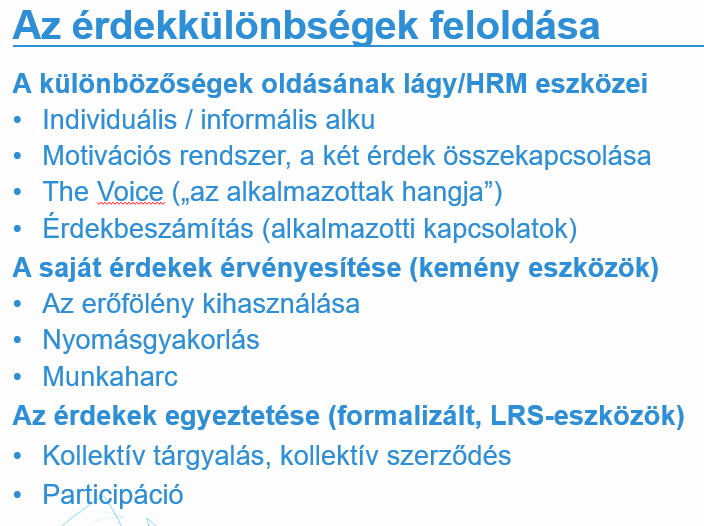 Az érdekkülönbségek feloldása
A különbözőségek oldásának lágy/HRM eszközei
• Individuális / informális alku
• Motivációs rendszer, a két érdek összekapcsolása
• The Voice („az alkalmazottak hangja”)
• Érdekbeszámítás (alkalmazotti kapcsolatok)
A saját érdekek érvényesítése (kemény eszközök)
• Az erőfölény kihasználása
• Nyomásgyakorlás
• Munkaharc
Az érdekek egyeztetése (formalizált, LRS-eszközök)
• Kollektív tárgyalás, kollektív szerződés
• Participáció